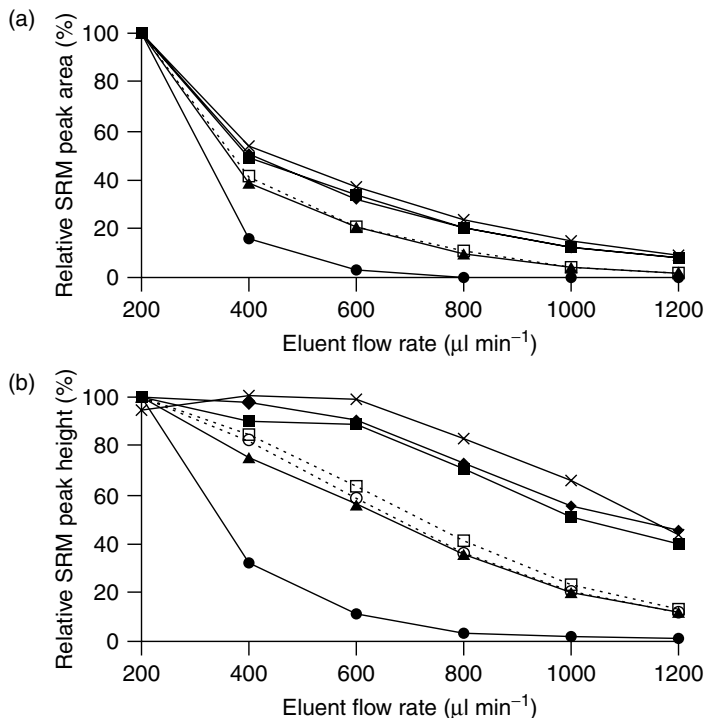 (a)
Relative SRM peak area (%)
100
80
60
40
20
0
200 400 600 800 1000 1200
Eluent flow rate (μl min⁻¹)
(b)
Relative SRM peak height (%)
100
80
60
40
20
0
200 400 600 800 1000 1200
Eluent flow rate (μl min⁻¹)